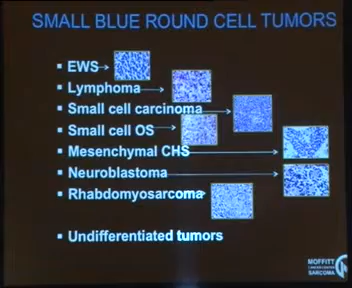 SMALL BLUE ROUND CELL TUMORS
EWS
Lymphoma
Small cell carcinoma
Small cell OS
Mesenchymal CHS
Neuroblastoma
Rhabdomyosarcoma
Undifferentiated tumors
MOFFITT
SARCOMA